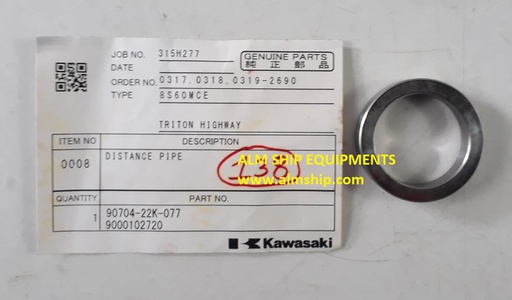 JOB NO. 315H277
GENUINE PARTS
純正部品
DATE
ORDER NO. 0317.0318.0319-2690
TYPE 8S60MCE
TRITON HIGHWAY
ITEM NO DESCRIPTION
0008 DISTANCE PIPE
138
ALM SHIP EQUIPMENTS
www.almship.com
QUANTITY PART NO.
1 90704-22K-077
9000102720
Kawasaki